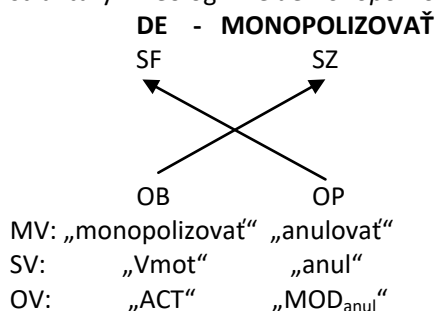 DE - MONOPOLIZOVAŤ
SF SZ
OB OP
MV: „monopolizovať“ „anulovať“
SV: „Vmot“ „anul“
OV: „ACT“ „MODanul“